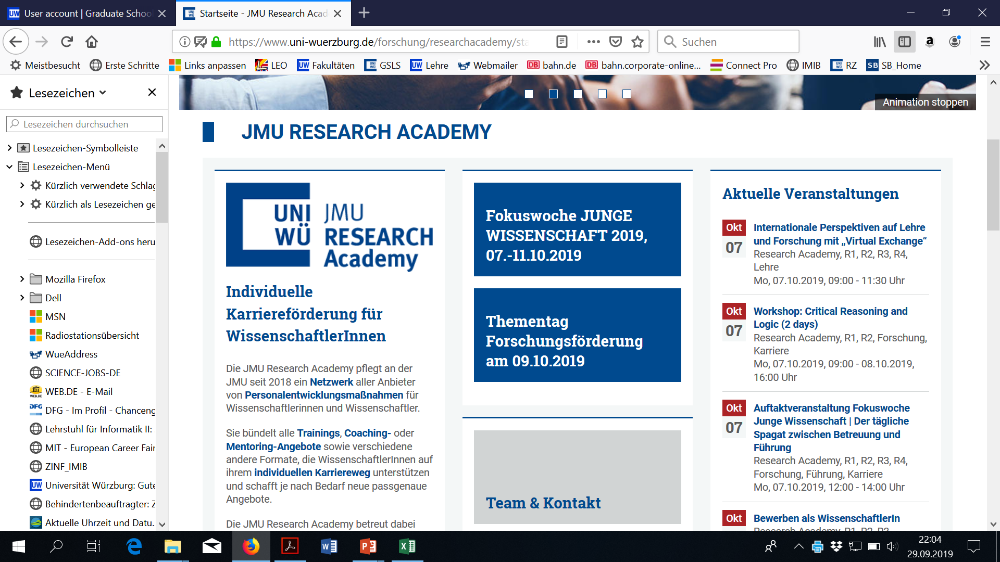 User account | Graduate School
Startseite - JMU Research Acad
https://www.uni-wuerzburg.de/forschung/researchacademy/sta
Suchen
Meistbesucht
Erste Schritte
Links anpassen
LEO
Fakultäten
GSLS
Lehre
Webmailer
bahn.de
bahn.corporate-online...
Connect Pro
IMIB
RZ
SB_Home
Lesezeichen
Lesezeichen durchsuchen
Lesezeichen-Symbolleiste
Lesezeichen-Menü
Kürzlich verwendete Schlag
Kürzlich als Lesezeichen ge
Lesezeichen-Add-ons heru
Mozilla Firefox
Dell
MSN
Radiostationsübersicht
WueAddress
SCIENCE-JOBS-DE
WEB.DE - E-Mail
DFG - Im Profil - Chanceng
Lehrstuhl für Informatik II:
MIT - European Career Fair
ZINF_IMIB
Universität Würzburg: Gute
Behindertenbeauftragter: Z
Aktuelle Uhrzeit und Datu...
Animation stoppen
JMU RESEARCH ACADEMY
UNI WÜ
JMU
RESEARCH
Academy
Individuelle
Karriereförderung für
WissenschaftlerInnen
Die JMU Research Academy pflegt an der
JMU seit 2018 ein Netzwerk aller Anbieter
von Personalentwicklungsmaßnahmen für
Wissenschaftlerinnen und Wissenschaftler.
Sie bündelt alle Trainings, Coaching- oder
Mentoring-Angebote sowie verschiedene
andere Formate, die WissenschaftlerInnen auf
ihrem individuellen Karriereweg unterstützen
und schafft je nach Bedarf neue passgenaue
Angebote.
Die JMU Research Academy betreut dabei
Fokuswoche JUNGE
WISSENSCHAFT 2019,
07.-11.10.2019
Thementag
Forschungsförderung
am 09.10.2019
Team & Kontakt
Aktuelle Veranstaltungen
Okt
07
Internationale Perspektiven auf Lehre
und Forschung mit „Virtual Exchange“
Research Academy, R1, R2, R3, R4,
Lehre
Mo, 07.10.2019, 09:00 - 11:30 Uhr
Okt
07
Workshop: Critical Reasoning and
Logic (2 days)
Research Academy, R1, R2, Forschung,
Karriere
Mo, 07.10.2019, 09:00 - 08.10.2019,
16:00 Uhr
Okt
07
Auftaktveranstaltung Fokuswoche
Junge Wissenschaft | Der tägliche
Spagat zwischen Betreuung und
Führung
Research Academy, R1, R2, R3, R4,
Forschung, Führung, Karriere
Mo, 07.10.2019, 12:00 - 14:00 Uhr
Okt
Bewerben als WissenschaftlerIn
Research Academy, R1, R2, R3
22:04
29.09.2019